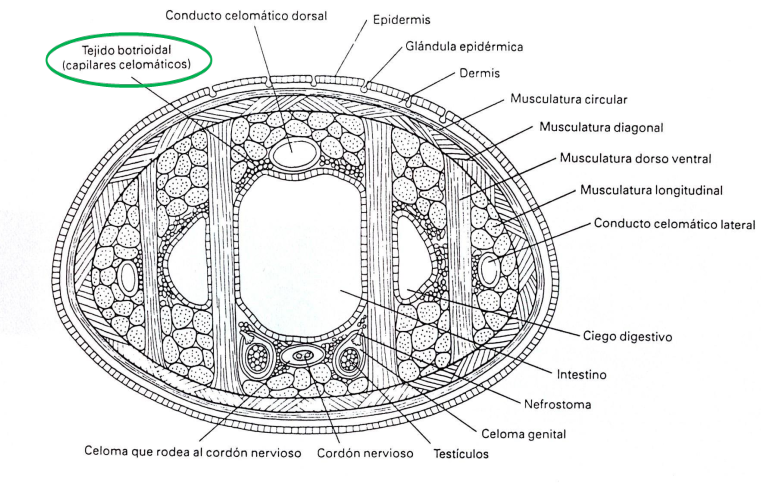 Conducto celomático dorsal
Epidermis
Tejido botrioidal
(capilares celomáticos)
Glándula epidérmica
Dermis
Musculatura circular
Musculatura diagonal
Musculatura dorso ventral
Musculatura longitudinal
Conducto celomático lateral
Ciego digestivo
Intestino
Nefrostoma
Celoma genital
Celoma que rodea al cordón nervioso
Cordón nervioso
Testículos